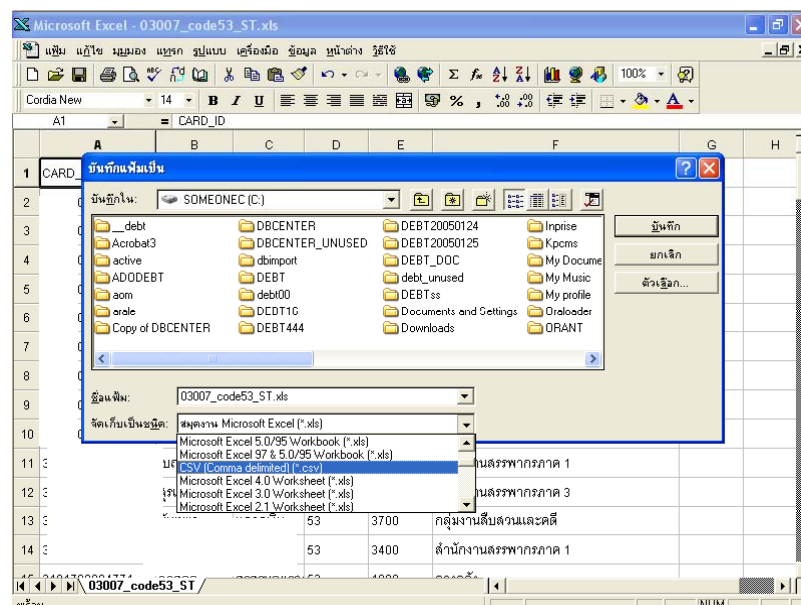 Microsoft Excel - 03007_code53_ST.xls
แฟ้ม แก้ไข มุมมอง แทรก รูปแบบ เครื่องมือ ข้อมูล หน้าต่าง วิธีใช้
100%
Cordia New 14 B I U % ,
A1 = CARD_ID
A B C D E F G H
1 CARD_
บันทึกแฟ้มเป็น
บันทึกใน: SOMEONEC (C:)
__debt DBCENTER DEBT20050124 Inprise
Acrobat3 DBCENTER_UNUSED DEBT20050125 Kpcms
active dbimport DEBT_DOC My Docume
ADODEBT DEBT debt_unused My Music
aom debt00 DEBTss My profile
arale DEBT16 Documents and Settings Oraloader
Copy of DBCENTER DEBT444 Downloads ORANT
บันทึก
ยกเลิก
ตัวเลือก...
ชื่อแฟ้ม: 03007_code53_ST.xls
จัดเก็บเป็นชนิด: สมุดงาน Microsoft Excel (*.xls)
Microsoft Excel 5.0/95 Workbook (*.xls)
Microsoft Excel 97 & 5.0/95 Workbook (*.xls)
CSV (Comma delimited) (*.csv)
Microsoft Excel 4.0 Worksheet (*.xls)
Microsoft Excel 3.0 Worksheet (*.xls)
Microsoft Excel 2.1 Worksheet (*.xls)
2
3
4
5
6
7
8
9
10
11 3 านสรรพากรภาค 1
12 3 านสรรพากรภาค 3
13 3 53 3700 กลุ่มงานสืบสวนและคดี
14 3 53 3400 สำนักงานสรรพากรภาค 1
03007_code53_ST
NUM